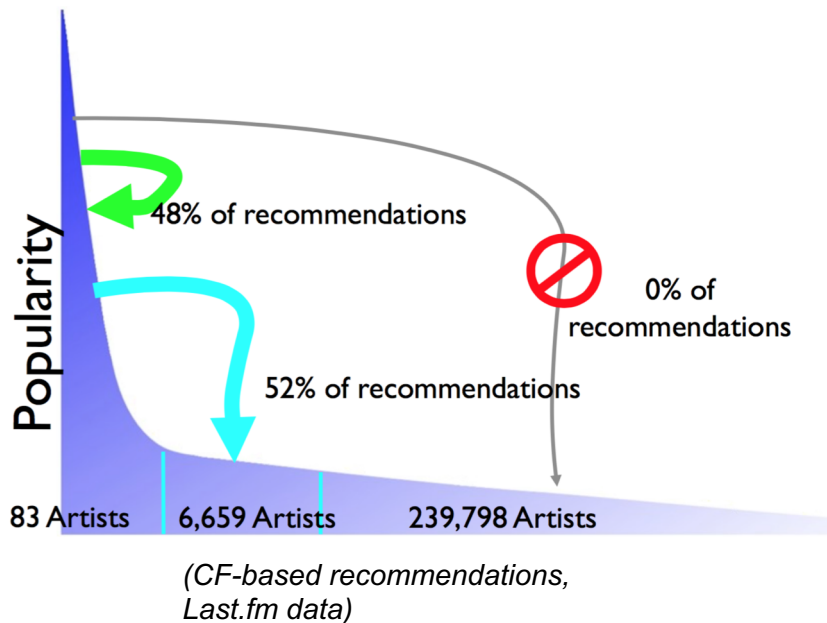 Popularity
48% of recommendations
0% of
recommendations
52% of recommendations
83 Artists
6,659 Artists
239,798 Artists
(CF-based recommendations,
Last.fm data)